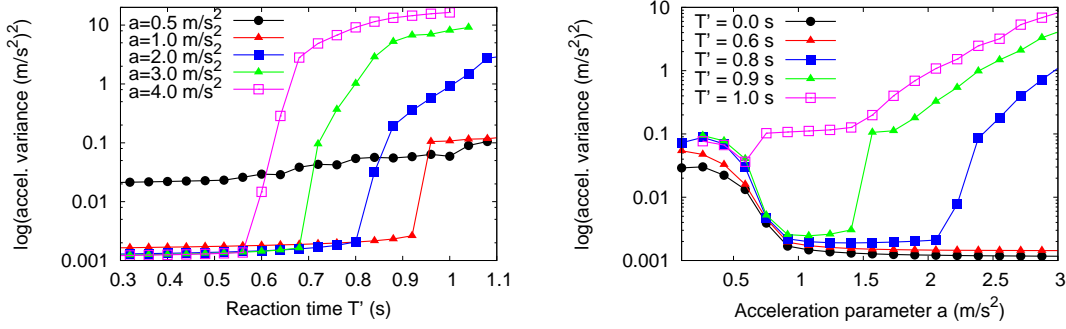 log(accel. variance) (m/s²)²
10
1
0.1
0.01
0.001
a=0.5 m/s²
a=1.0 m/s²
a=2.0 m/s²
a=3.0 m/s²
a=4.0 m/s²
0.3 0.4 0.5 0.6 0.7 0.8 0.9 1 1.1
Reaction time T' (s)
log(accel. variance) (m/s²)²
10
1
0.1
0.01
0.001
T' = 0.0 s
T' = 0.6 s
T' = 0.8 s
T' = 0.9 s
T' = 1.0 s
0.5 1 1.5 2 2.5 3
Acceleration parameter a (m/s²)